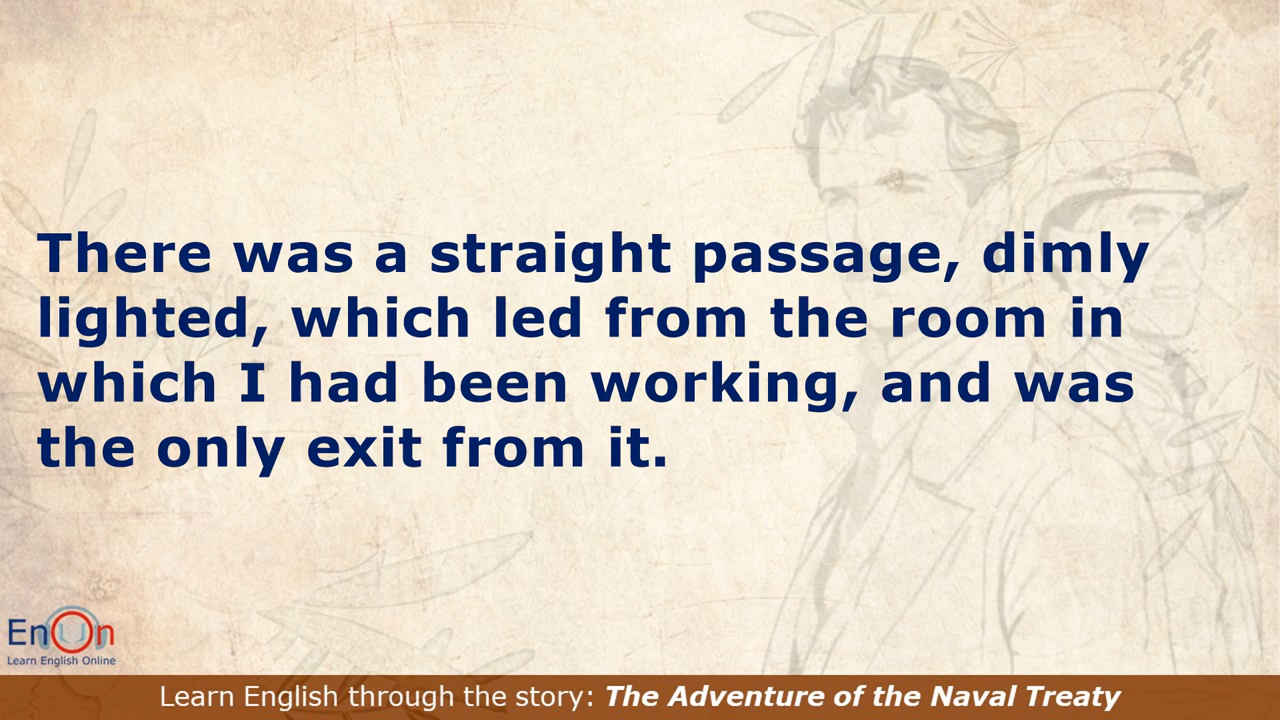 There was a straight passage, dimly
lighted, which led from the room in
which I had been working, and was
the only exit from it.
EnOn
Learn English Online
Learn English through the story: The Adventure of the Naval Treaty